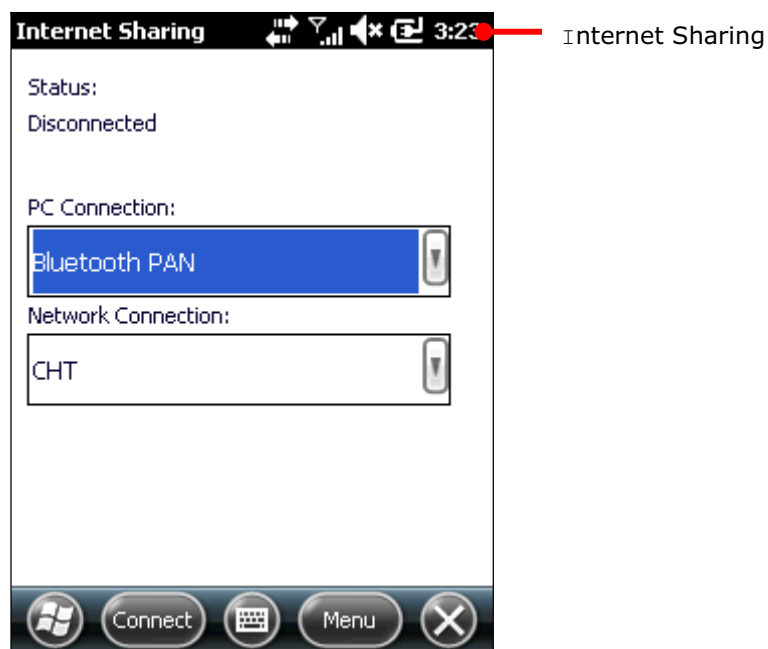 Internet Sharing 3:23
Internet Sharing
Status:
Disconnected
PC Connection:
Bluetooth PAN
Network Connection:
CHT
Connect Menu